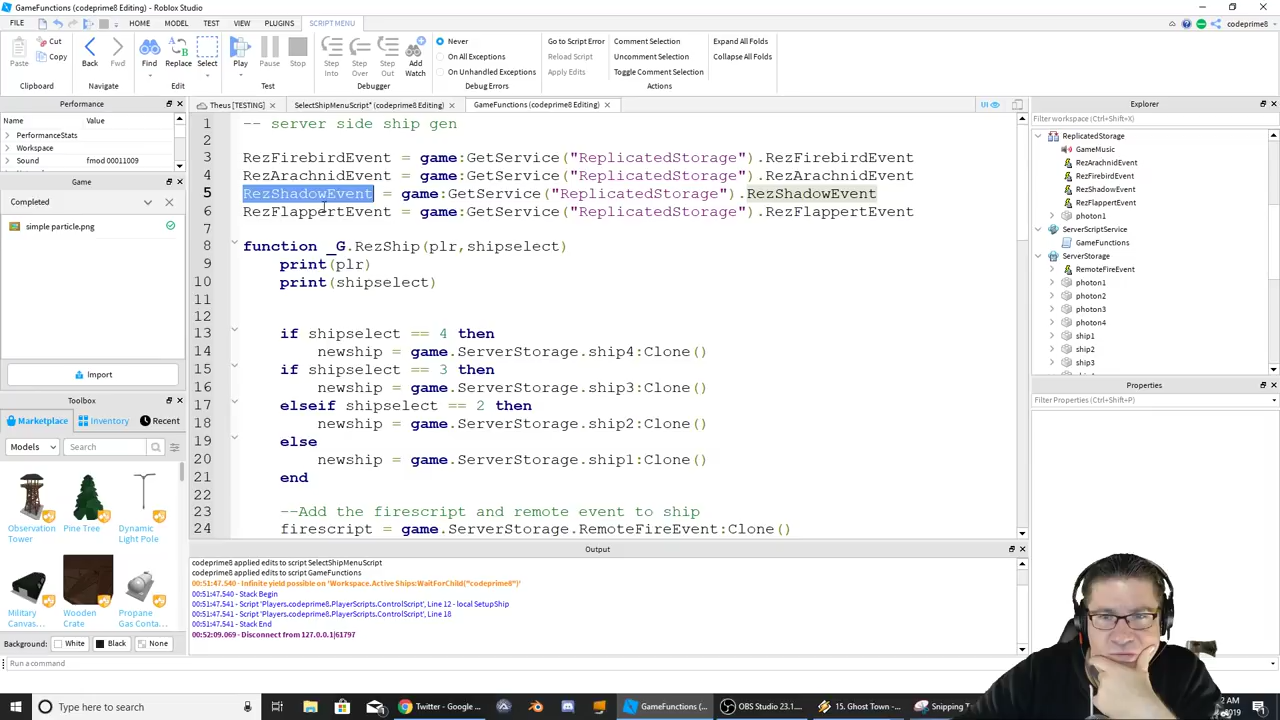 GameFunctions (codeprime8 Editing) - Roblox Studio
FILE HOME MODEL TEST VIEW PLUGINS SCRIPT MENU codeprime8
Paste Cut Copy Back Fwd Find Replace Select Play Pause Stop Step Into Step Over Step Out Add Watch
Never
On All Exceptions
On Unhandled Exceptions
Go to Script Error
Reload Script
Apply Edits
Comment Selection
Uncomment Selection
Toggle Comment Selection
Expand All Folds
Collapse All Folds
Clipboard Navigate Edit Test Debugger Debug Errors Actions
Performance
Name Value
PerformanceStats
Workspace
Sound fmod 00011009
Game
Completed
simple particle.png
Import
Toolbox
Marketplace Inventory Recent
Models Search
Observation Tower
Pine Tree
Dynamic Light Pole
Military Canvas...
Wooden Crate
Propane Gas Conta...
Background: White Black None
Theus [TESTING] SelectShipMenuScript* (codeprime8 Editing) GameFunctions (codeprime8 Editing) UI
1 -- server side ship gen
2
3 RezFirebirdEvent = game:GetService("ReplicatedStorage").RezFirebirdEvent
4 RezArachnidEvent = game:GetService("ReplicatedStorage").RezArachnidEvent
5 RezShadowEvent = game:GetService("ReplicatedStorage").RezShadowEvent
6 RezFlappertEvent = game:GetService("ReplicatedStorage").RezFlappertEvent
7
8 function _G.RezShip(plr,shipselect)
9 print(plr)
10 print(shipselect)
11
12
13 if shipselect == 4 then
14 newship = game.ServerStorage.ship4:Clone()
15 if shipselect == 3 then
16 newship = game.ServerStorage.ship3:Clone()
17 elseif shipselect == 2 then
18 newship = game.ServerStorage.ship2:Clone()
19 else
20 newship = game.ServerStorage.ship1:Clone()
21 end
22
23 --Add the firescript and remote event to ship
24 firescript = game.ServerStorage.RemoteFireEvent:Clone()
Output
codeprime8 applied edits to script SelectShipMenuScript
codeprime8 applied edits to script GameFunctions
00:51:47.540 - Infinite yield possible on 'Workspace.Active Ships:WaitForChild("codeprime8")'
00:51:47.540 - Stack Begin
00:51:47.541 - Script 'Players.codeprime8.PlayerScripts.ControlScript', Line 12 - local SetupShip
00:51:47.541 - Script 'Players.codeprime8.PlayerScripts.ControlScript', Line 18
00:51:47.541 - Stack End
00:52:09.069 - Disconnect from 127.0.0.1|61797
Explorer
Filter workspace (Ctrl+Shift+X)
ReplicatedStorage
GameMusic
RezArachnidEvent
RezFirebirdEvent
RezShadowEvent
RezFlappertEvent
photon1
ServerScriptService
GameFunctions
ServerStorage
RemoteFireEvent
photon1
photon2
photon3
photon4
ship1
ship2
ship3
Properties
Filter Properties (Ctrl+Shift+P)
Run a command
Type here to search
Twitter - Google ... GameFunctions (... OBS Studio 23.1.... 15. Ghost Town -... Snipping T